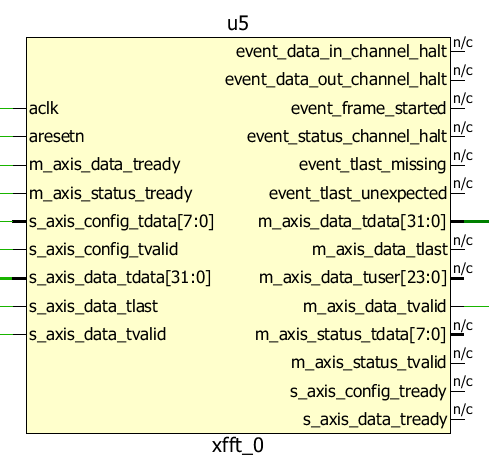 u5
n/c
event_data_in_channel_halt
n/c
event_data_out_channel_halt
n/c
aclk event_frame_started
n/c
aresetn event_status_channel_halt
n/c
m_axis_data_tready event_tlast_missing
n/c
m_axis_status_tready event_tlast_unexpected
s_axis_config_tdata[7:0] m_axis_data_tdata[31:0]
n/c
s_axis_config_tvalid m_axis_data_tlast
n/c
s_axis_data_tdata[31:0] m_axis_data_tuser[23:0]
s_axis_data_tlast m_axis_data_tvalid
n/c
s_axis_data_tvalid m_axis_status_tdata[7:0]
n/c
m_axis_status_tvalid
n/c
s_axis_config_tready
n/c
s_axis_data_tready
xfft_0